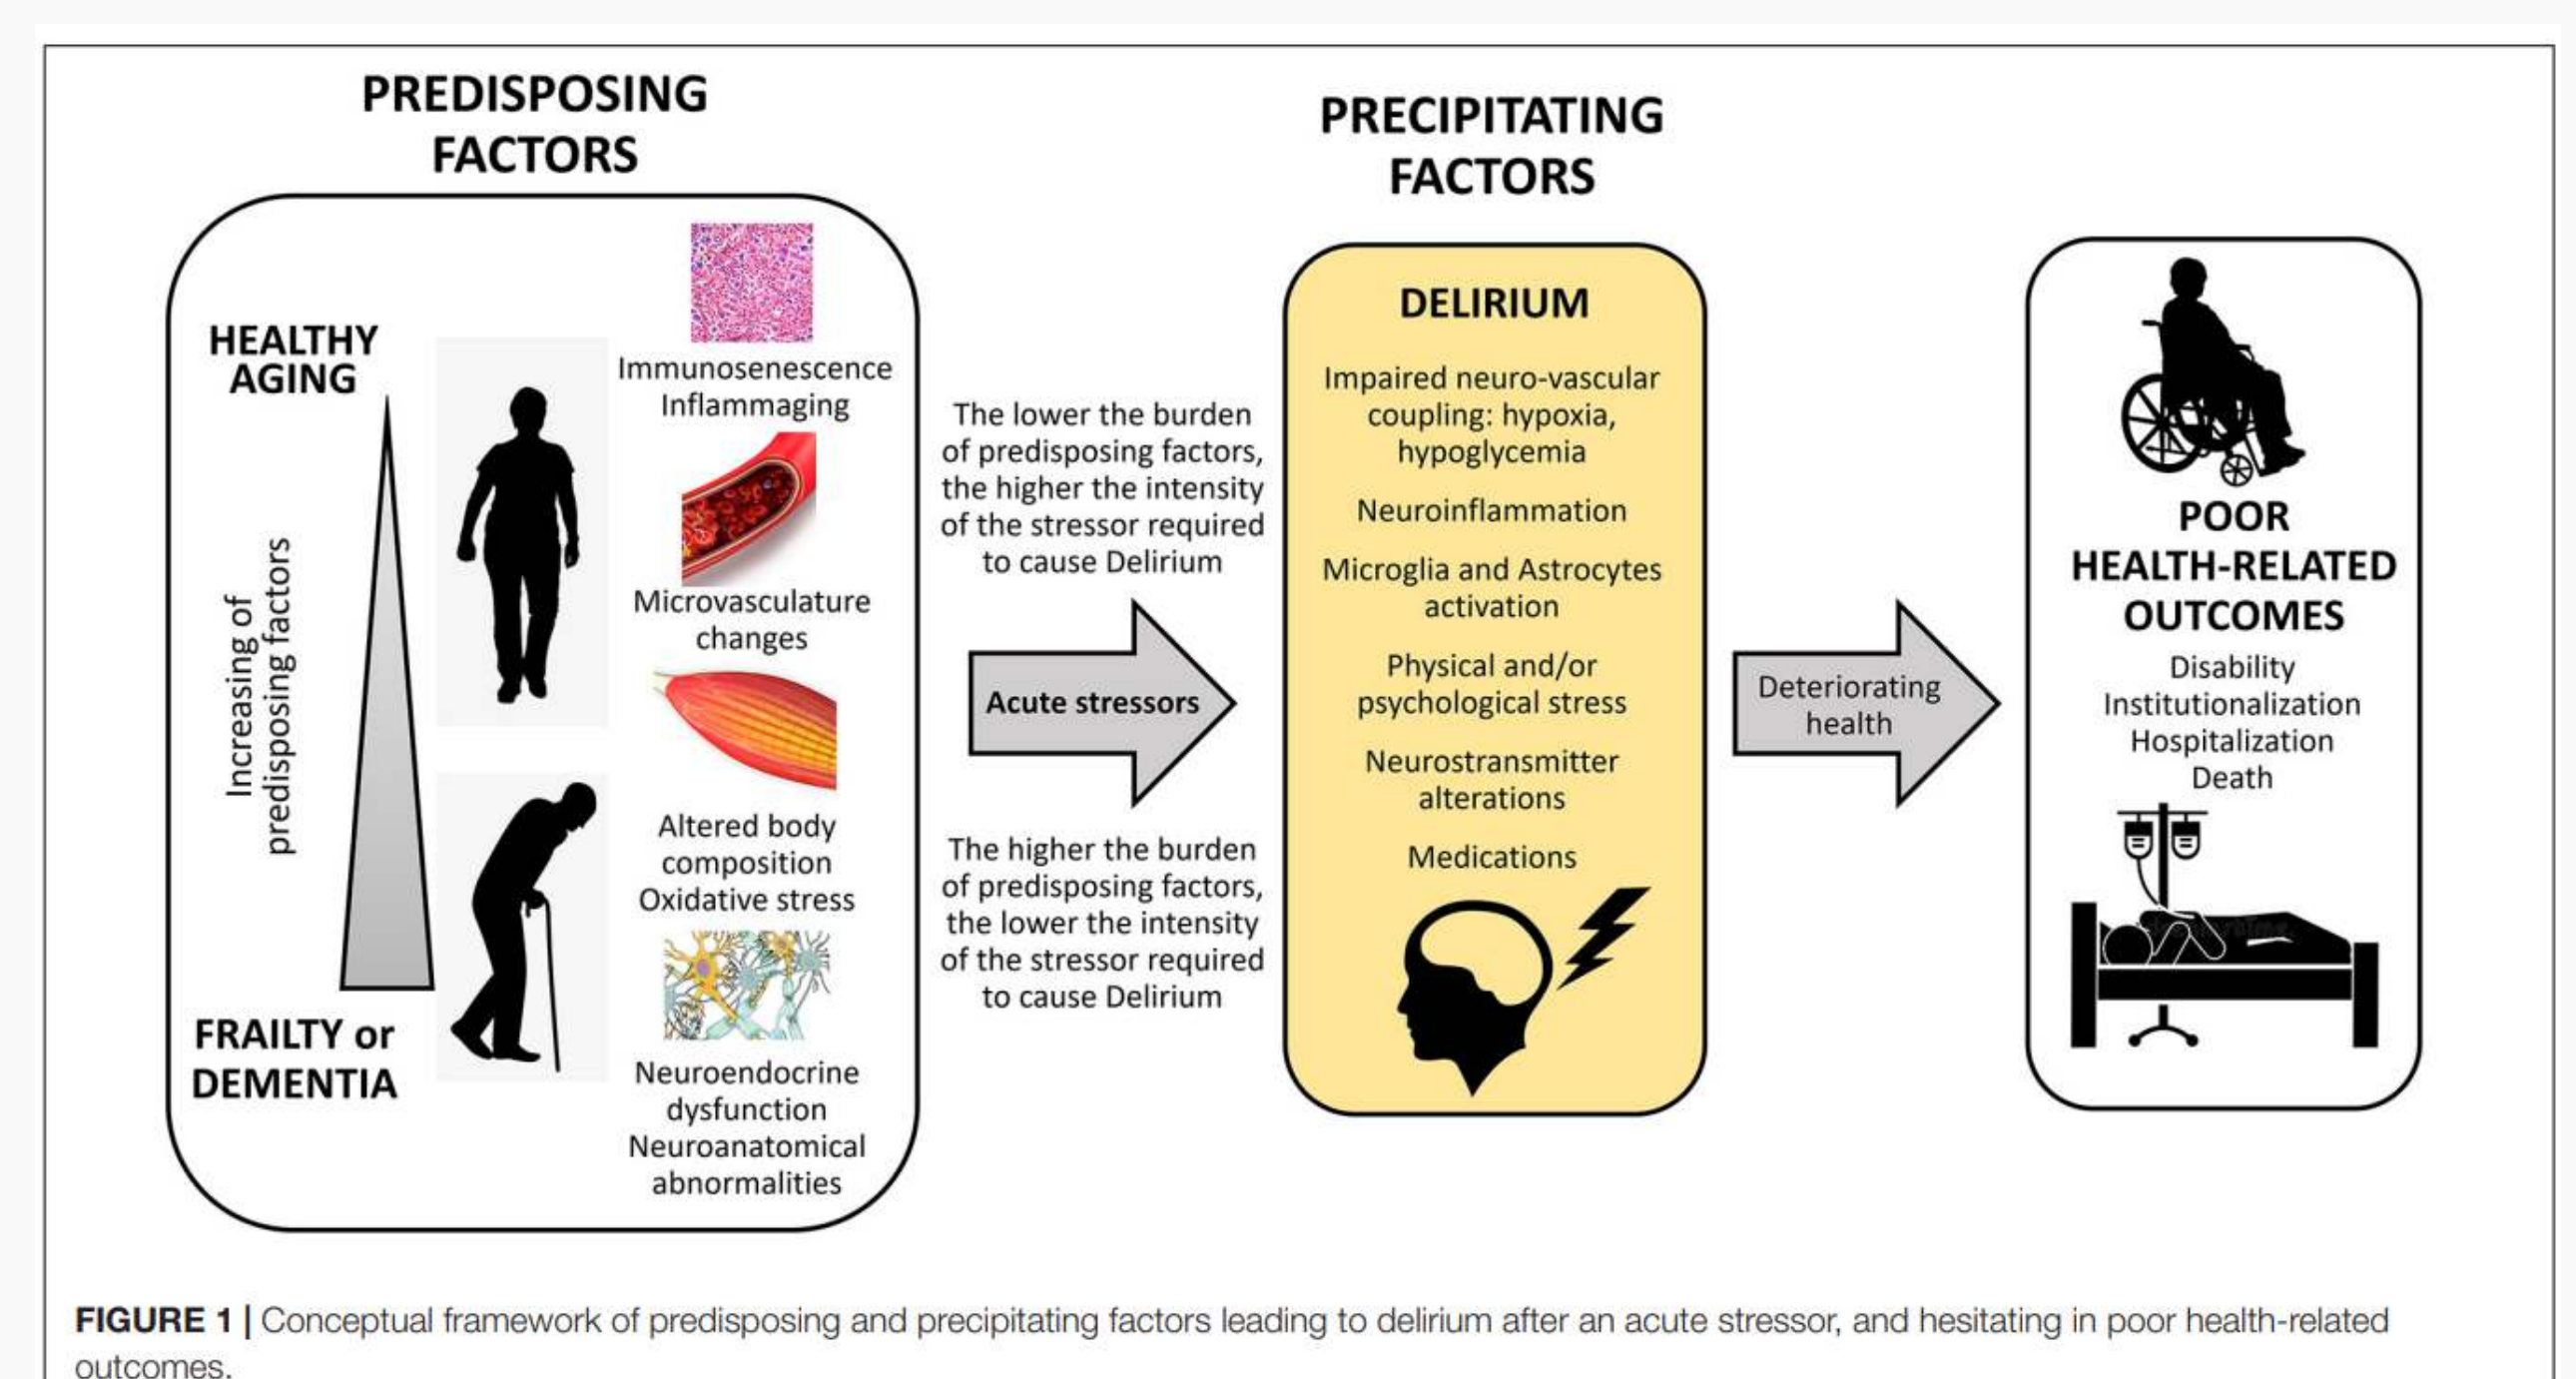 PREDISPOSING
FACTORS
HEALTHY
AGING
Increasing of
predisposing factors
FRAILTY or
DEMENTIA
Immunosenescence
Inflammaging
Microvasculature
changes
Altered body
composition
Oxidative stress
Neuroendocrine
dysfunction
Neuroanatomical
abnormalities
The lower the burden
of predisposing factors,
the higher the intensity
of the stressor required
to cause Delirium
Acute stressors
The higher the burden
of predisposing factors,
the lower the intensity
of the stressor required
to cause Delirium
PRECIPITATING
FACTORS
DELIRIUM
Impaired neuro-vascular
coupling: hypoxia,
hypoglycemia
Neuroinflammation
Microglia and Astrocytes
activation
Physical and/or
psychological stress
Neurostransmitter
alterations
Medications
Deteriorating
health
POOR
HEALTH-RELATED
OUTCOMES
Disability
Institutionalization
Hospitalization
Death
FIGURE 1 | Conceptual framework of predisposing and precipitating factors leading to delirium after an acute stressor, and hesitating in poor health-related
outcomes.